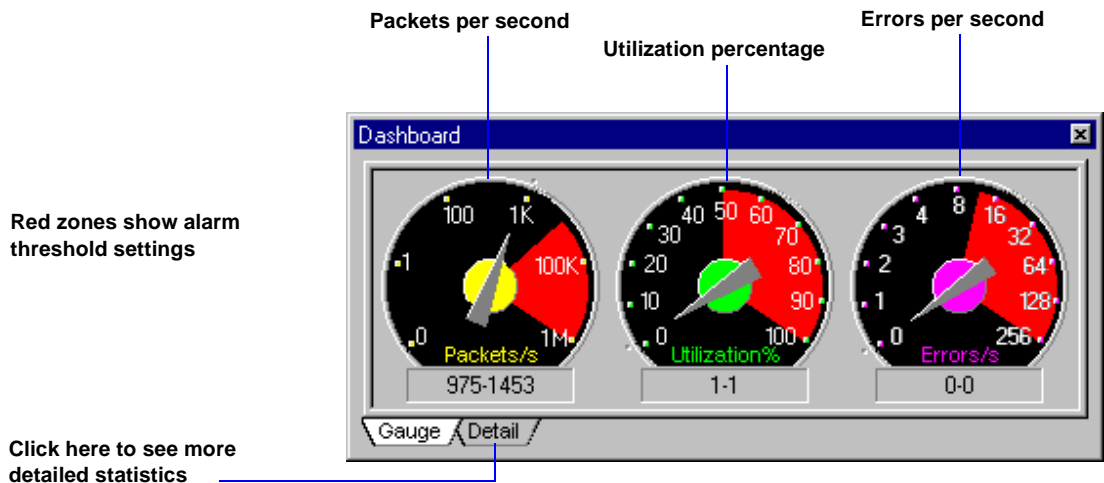 Packets per second
Errors per second
Utilization percentage
Dashboard
Red zones show alarm
threshold settings
0
1
100
1K
100K
1M
Packets/s
975-1453
0
10
20
30
40
50
60
70
80
90
100
Utilization%
1-1
0
1
2
3
4
8
16
32
64
128
256
Errors/s
0-0
Gauge
Detail
Click here to see more
detailed statistics